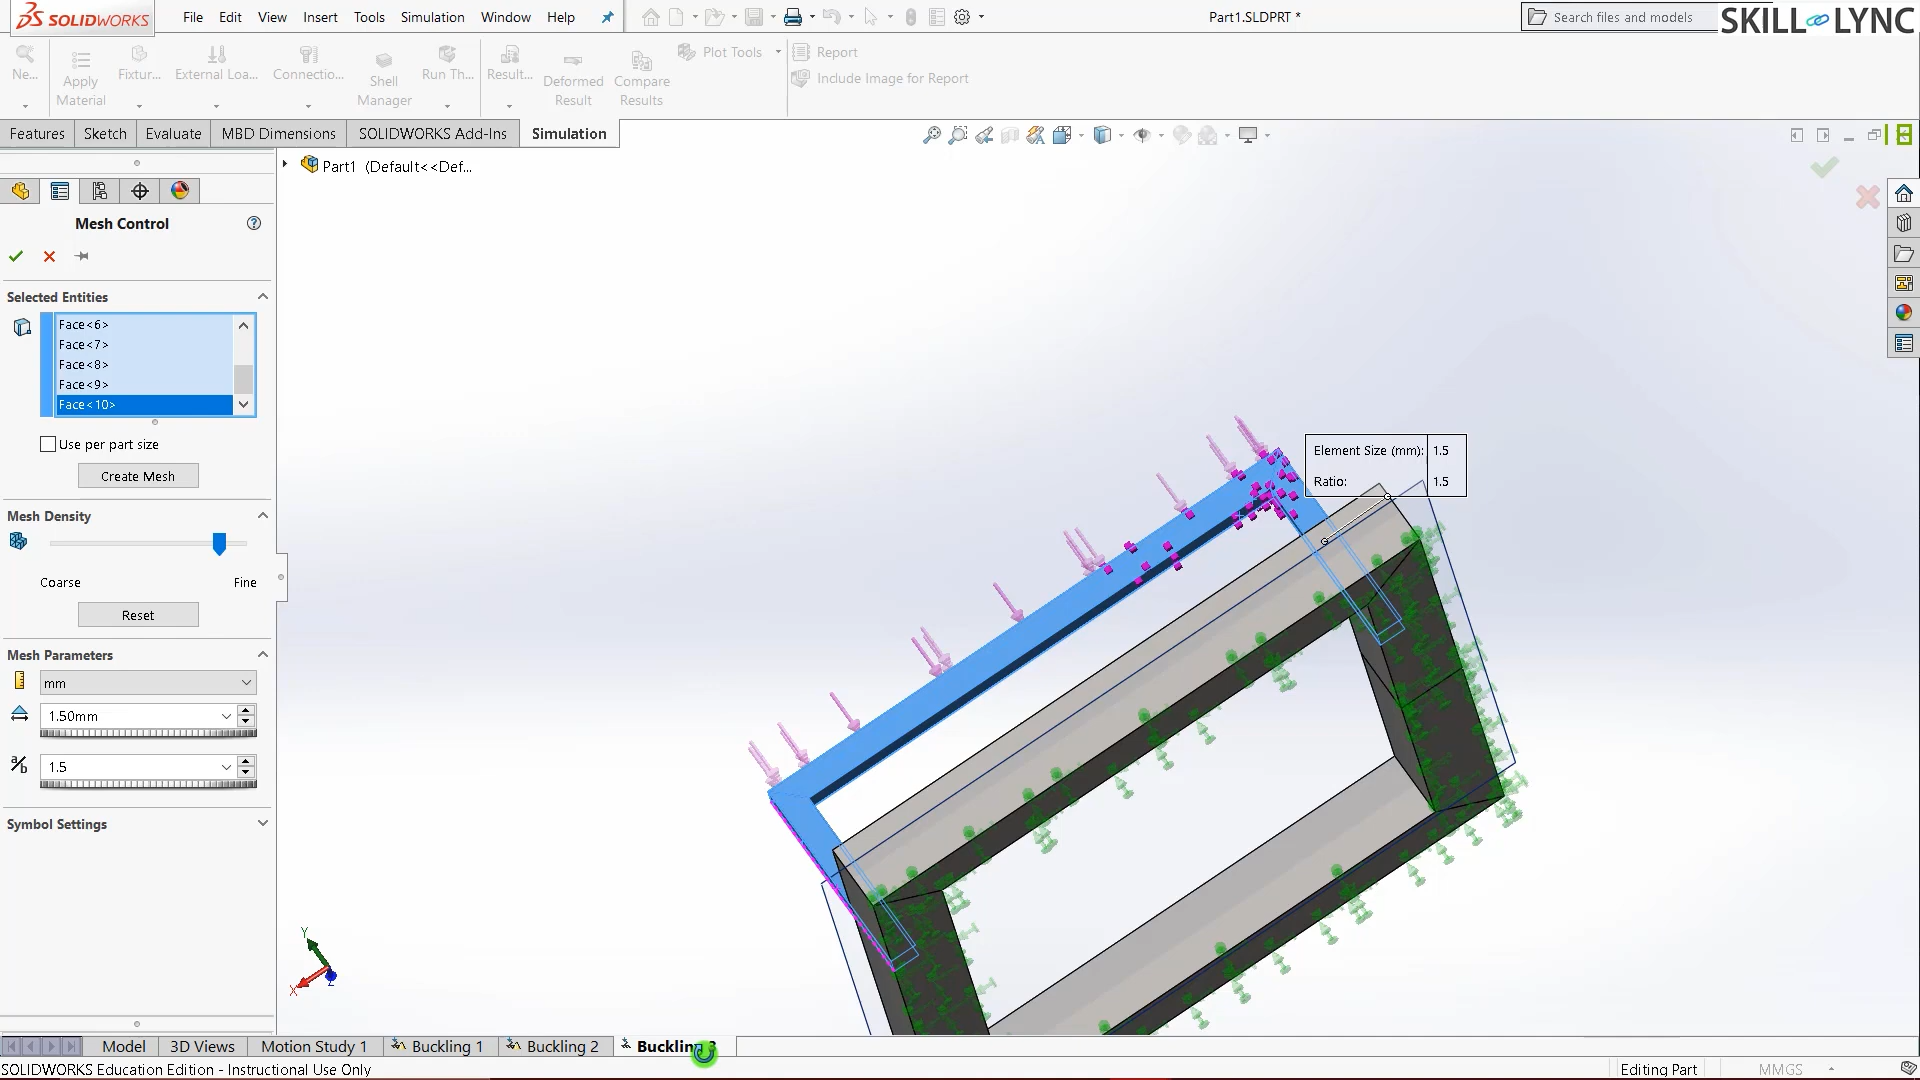 SOLIDWORKS File Edit View Insert Tools Simulation Window Help Part1.SLDPRT * Search files and models SKILL LYNC
Ne... Apply Material Fixtur... External Loa... Connectio... Shell Manager Run Th... Result... Deformed Result Compare Results Plot Tools Report
Include Image for Report
Features Sketch Evaluate MBD Dimensions SOLIDWORKS Add-Ins Simulation
Part1 (Default<<Def...
Mesh Control
Selected Entities
Face<6>
Face<7>
Face<8>
Face<9>
Face<10>
Use per part size
Create Mesh
Mesh Density
Coarse Fine
Reset
Mesh Parameters
mm
1.50mm
a/b 1.5
Symbol Settings
Element Size (mm): 1.5
Ratio: 1.5
Y
X
Z
Model 3D Views Motion Study 1 Buckling 1 Buckling 2 Buckling 3
SOLIDWORKS Education Edition - Instructional Use Only Editing Part MMGS